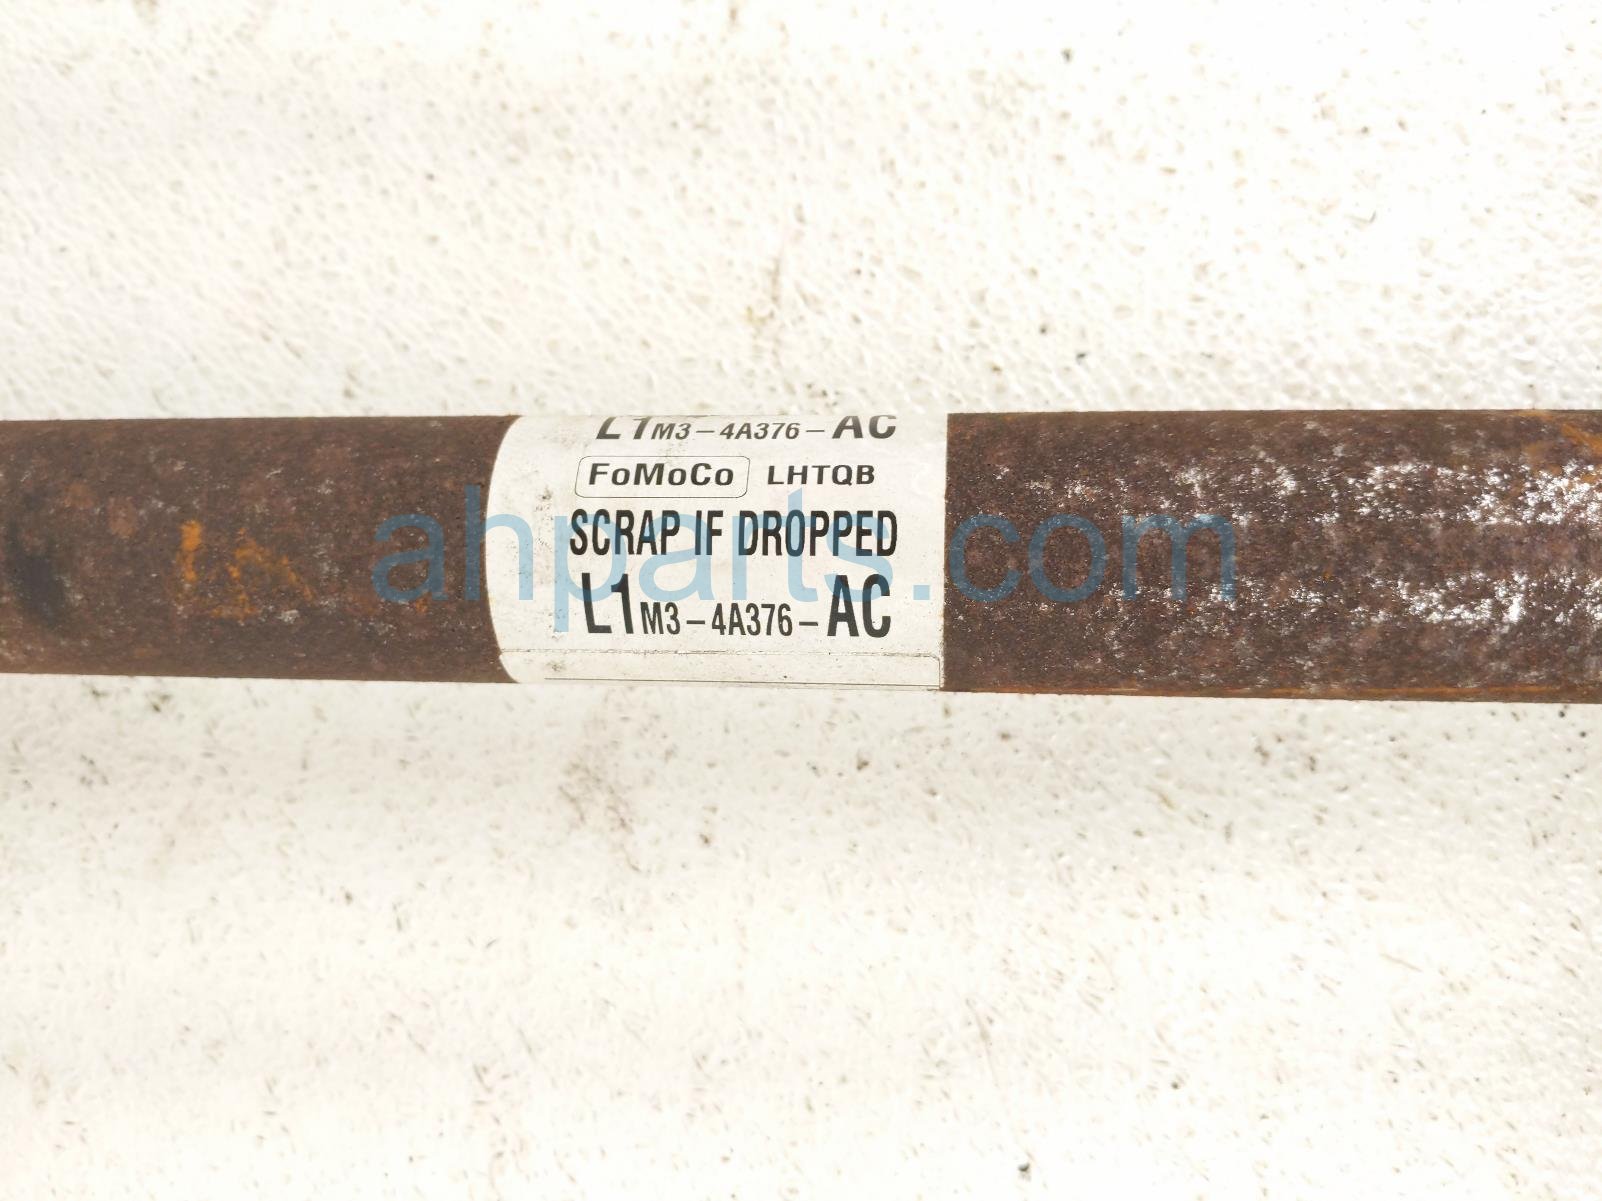 L1M3-4A376-AC
FoMoCo LHTQB
SCRAP IF DROPPED
L1M3-4A376-AC
ahparts.com